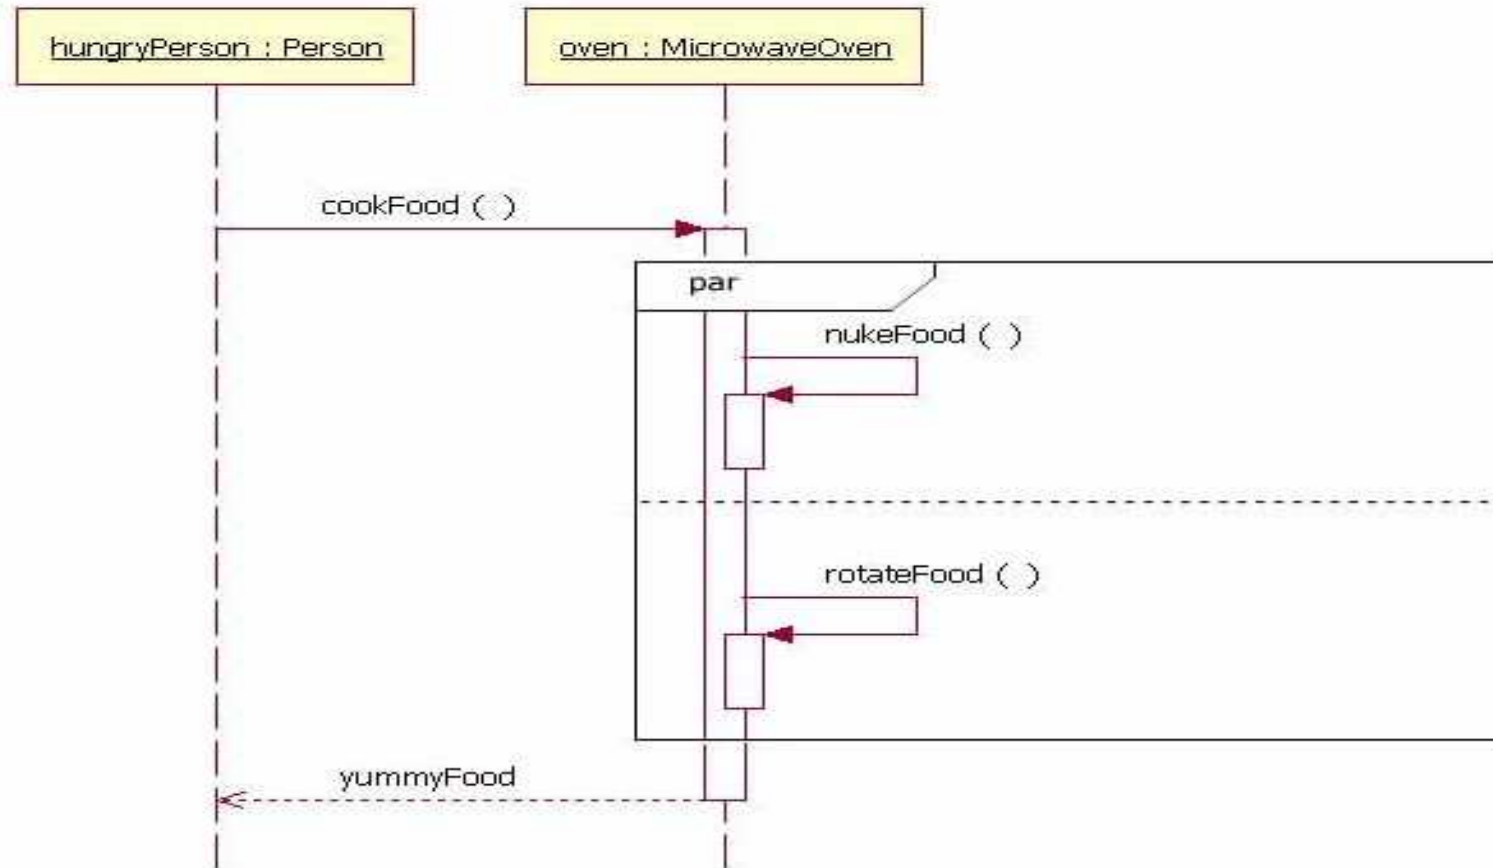 hungryPerson : Person
oven : MicrowaveOven
cookFood ( )
par
nukeFood ( )
rotateFood ( )
yummyFood